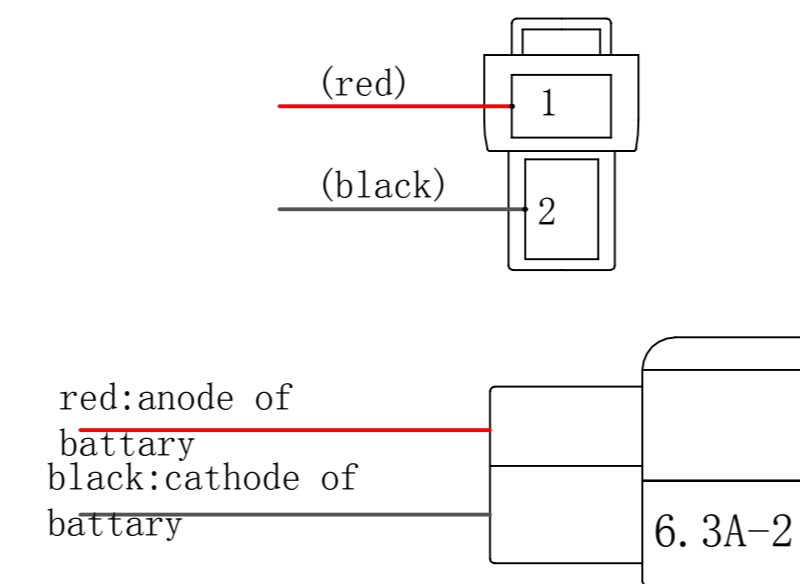 (red)
1
(black)
2
red:anode of
battary
black:cathode of
battary
6.3A-2